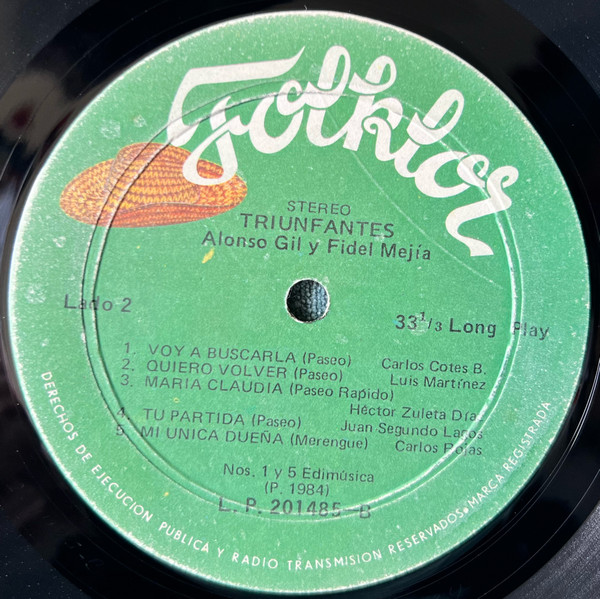 Folklor
STEREO
TRIUNFANTES
Alonso Gil y Fidel Mejía
Lado 2
33 1/3 Long Play
1. VOY A BUSCARLA (Paseo) Carlos Cotes B.
2. QUIERO VOLVER (Paseo) Luis Martínez
3. MARIA CLAUDIA (Paseo Rapido)
Héctor Zuleta Díaz
4. TU PARTIDA (Paseo) Juan Segundo Lagos
5. MI UNICA DUEÑA (Merengue) Carlos Rojas
Nos. 1 y 5 Edimúsica
(P. 1984)
L. P. 201485-B
DERECHOS DE EJECUCION PUBLICA Y RADIO TRANSMISION RESERVADOS. MARCA REGISTRADA